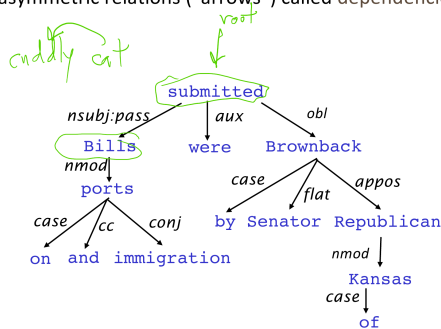 asymmetric relations ("arrows") called
root
cuddly cat
submitted
nsubj:pass aux obl
Bills were Brownback
nmod
ports case flat appos
case cc conj by Senator Republican
on and immigration nmod
Kansas
case
of